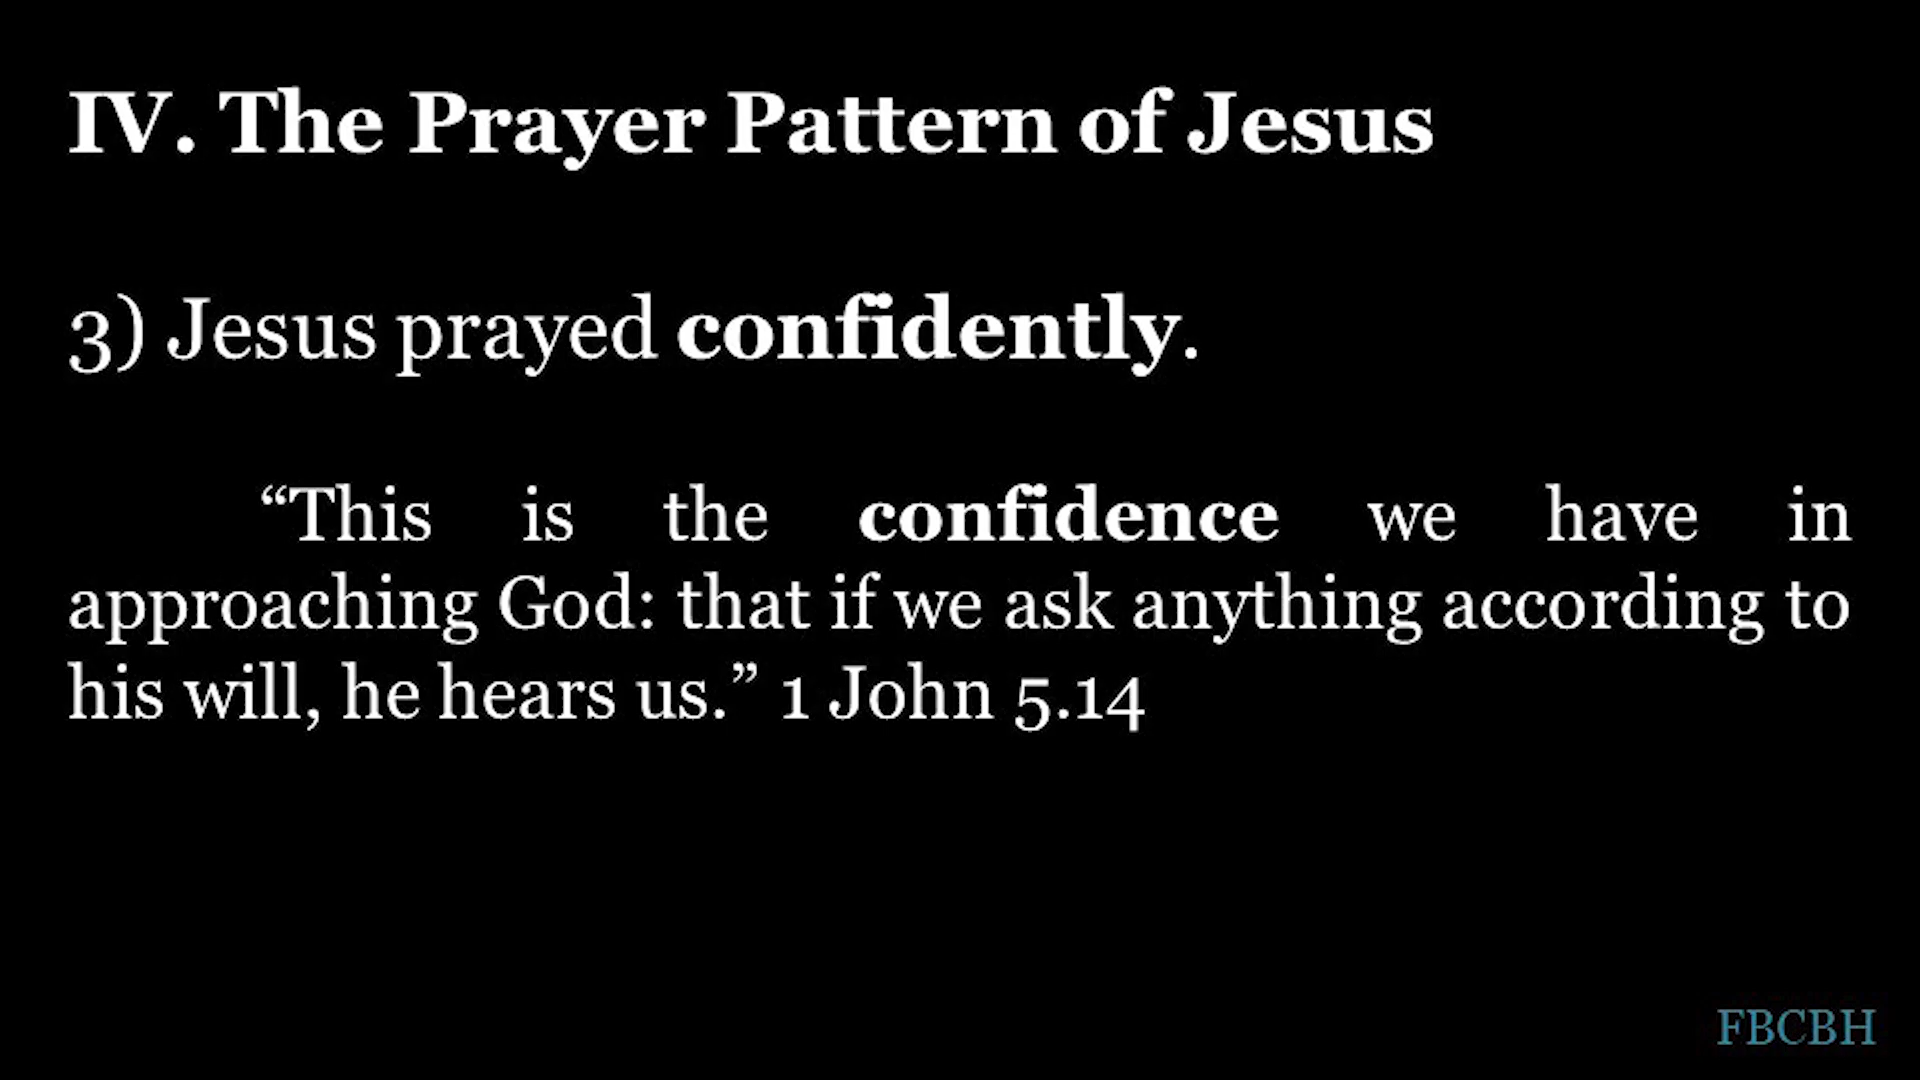 IV. The Prayer Pattern of Jesus
3) Jesus prayed confidently.
“This is the confidence we have in
approaching God: that if we ask anything according to
his will, he hears us.” 1 John 5.14
FBCBH